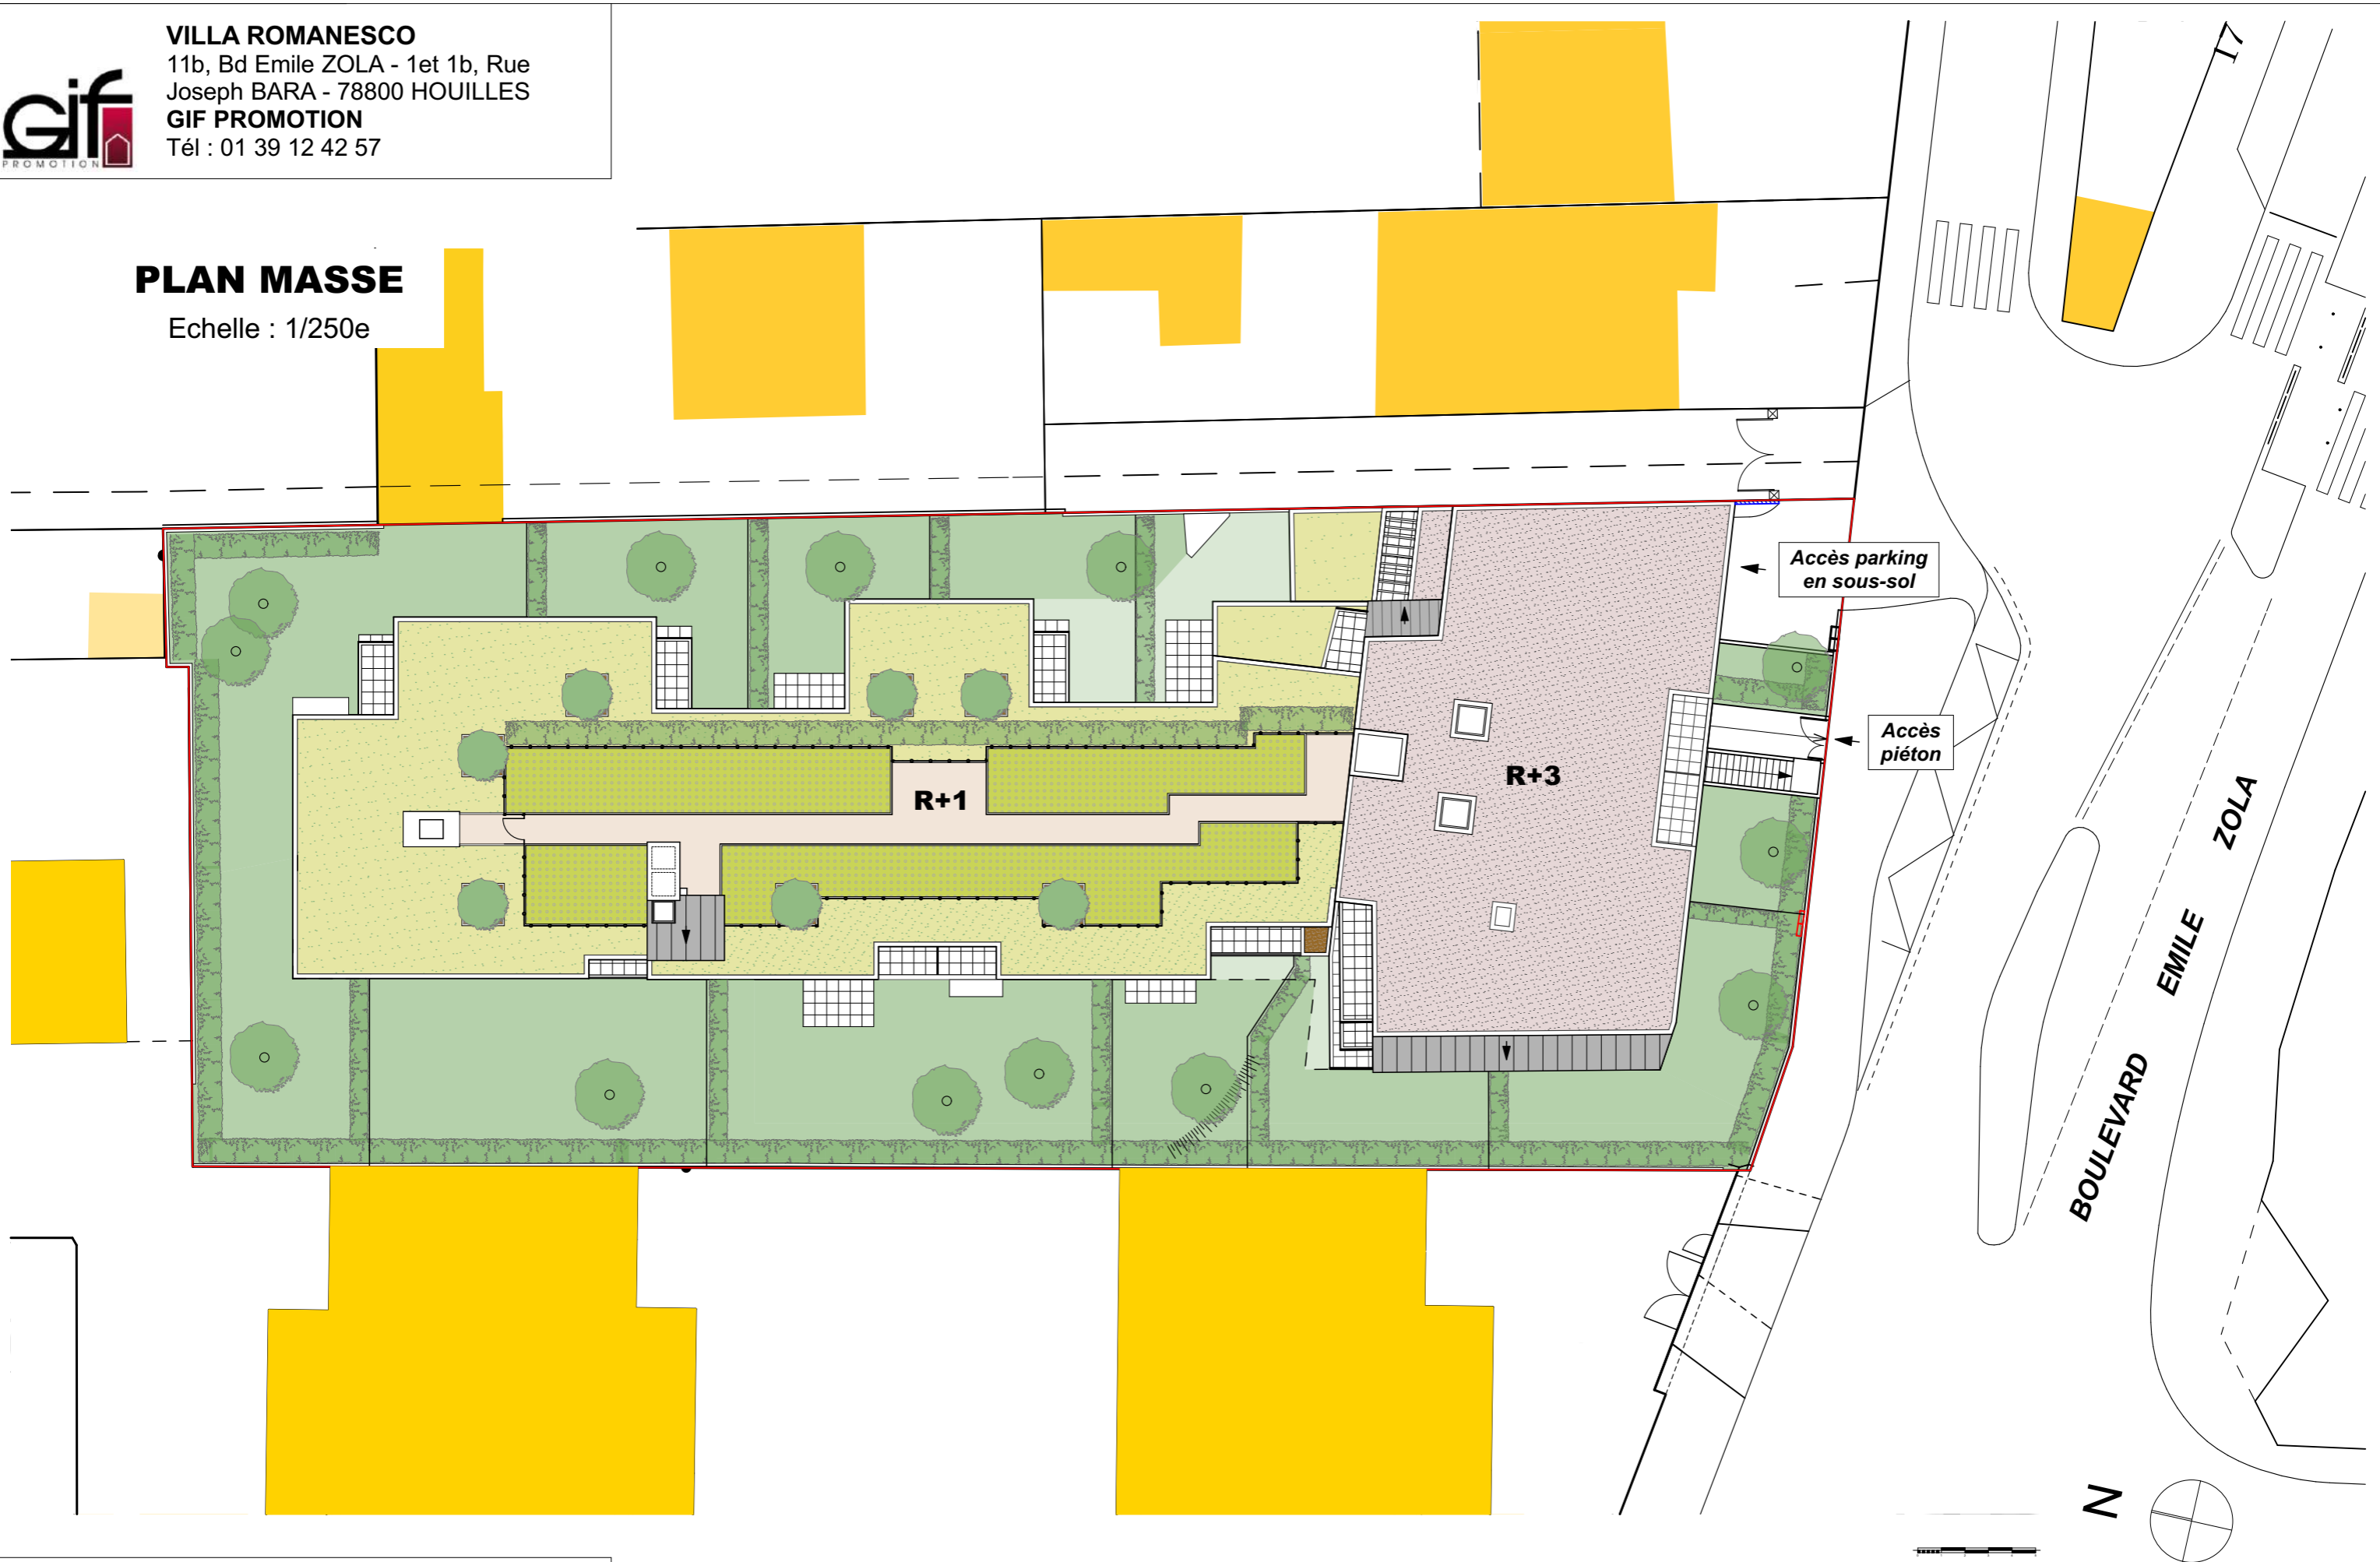 VILLA ROMANESCO
11b, Bd Emile ZOLA - 1et 1b, Rue
Joseph BARA - 78800 HOUILLES
GIF PROMOTION
Tél : 01 39 12 42 57
Gif
PROMOTION
PLAN MASSE
Echelle : 1/250e
17
Accès parking
en sous-sol
Accès
piéton
R+3
R+1
BOULEVARD EMILE ZOLA
N